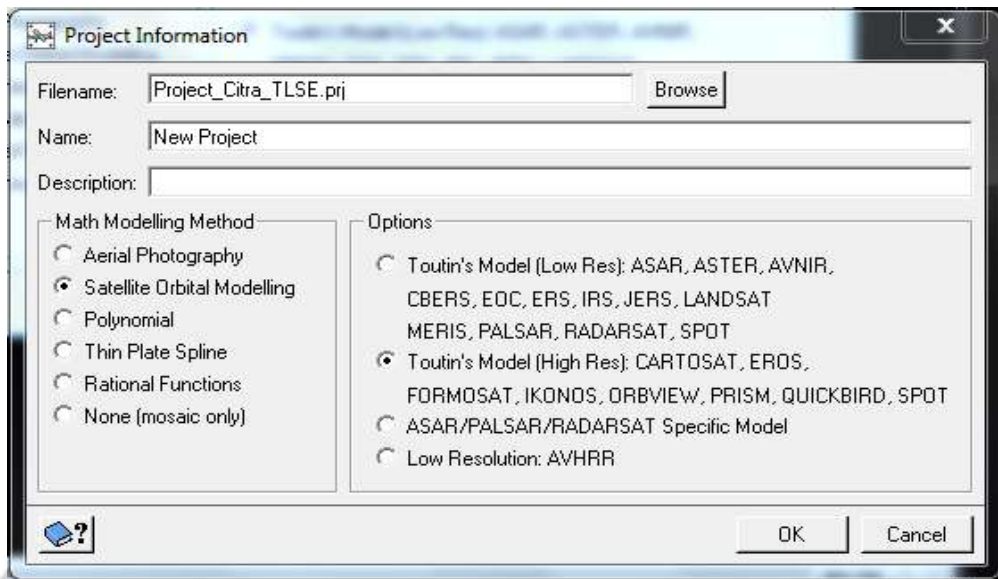 Project Information
Filename: Project_Citra_TLSE.prj Browse
Name: New Project
Description:
Math Modelling Method
Aerial Photography
Satellite Orbital Modelling
Polynomial
Thin Plate Spline
Rational Functions
None (mosaic only)
Options
Toutin's Model (Low Res): ASAR, ASTER, AVNIR,
CBERS, EOC, ERS, IRS, JERS, LANDSAT
MERIS, PALSAR, RADARSAT, SPOT
Toutin's Model (High Res): CARTOSAT, EROS,
FORMOSAT, IKONOS, ORBVIEW, PRISM, QUICKBIRD, SPOT
ASAR/PALSAR/RADARSAT Specific Model
Low Resolution: AVHRR
?
OK Cancel